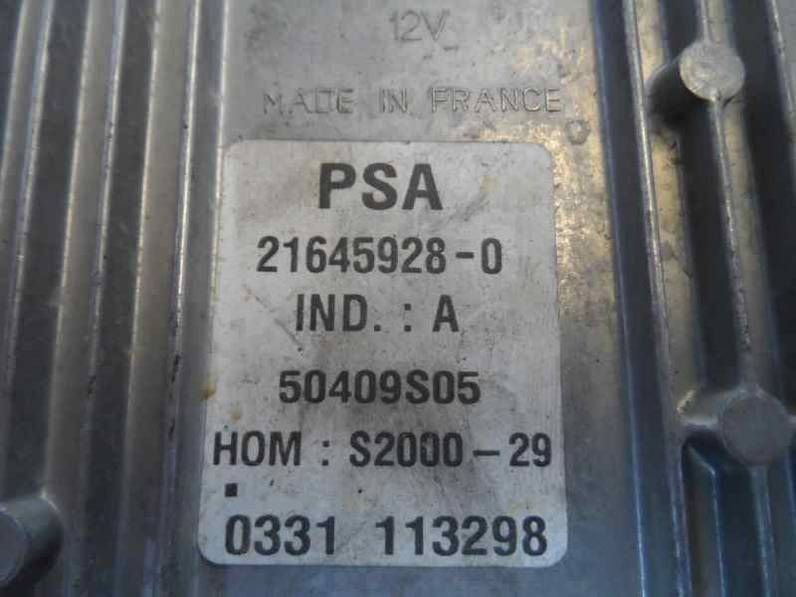 12V
MADE IN FRANCE
PSA
21645928-0
IND. : A
50409S05
HOM : S2000-29
0331 113298